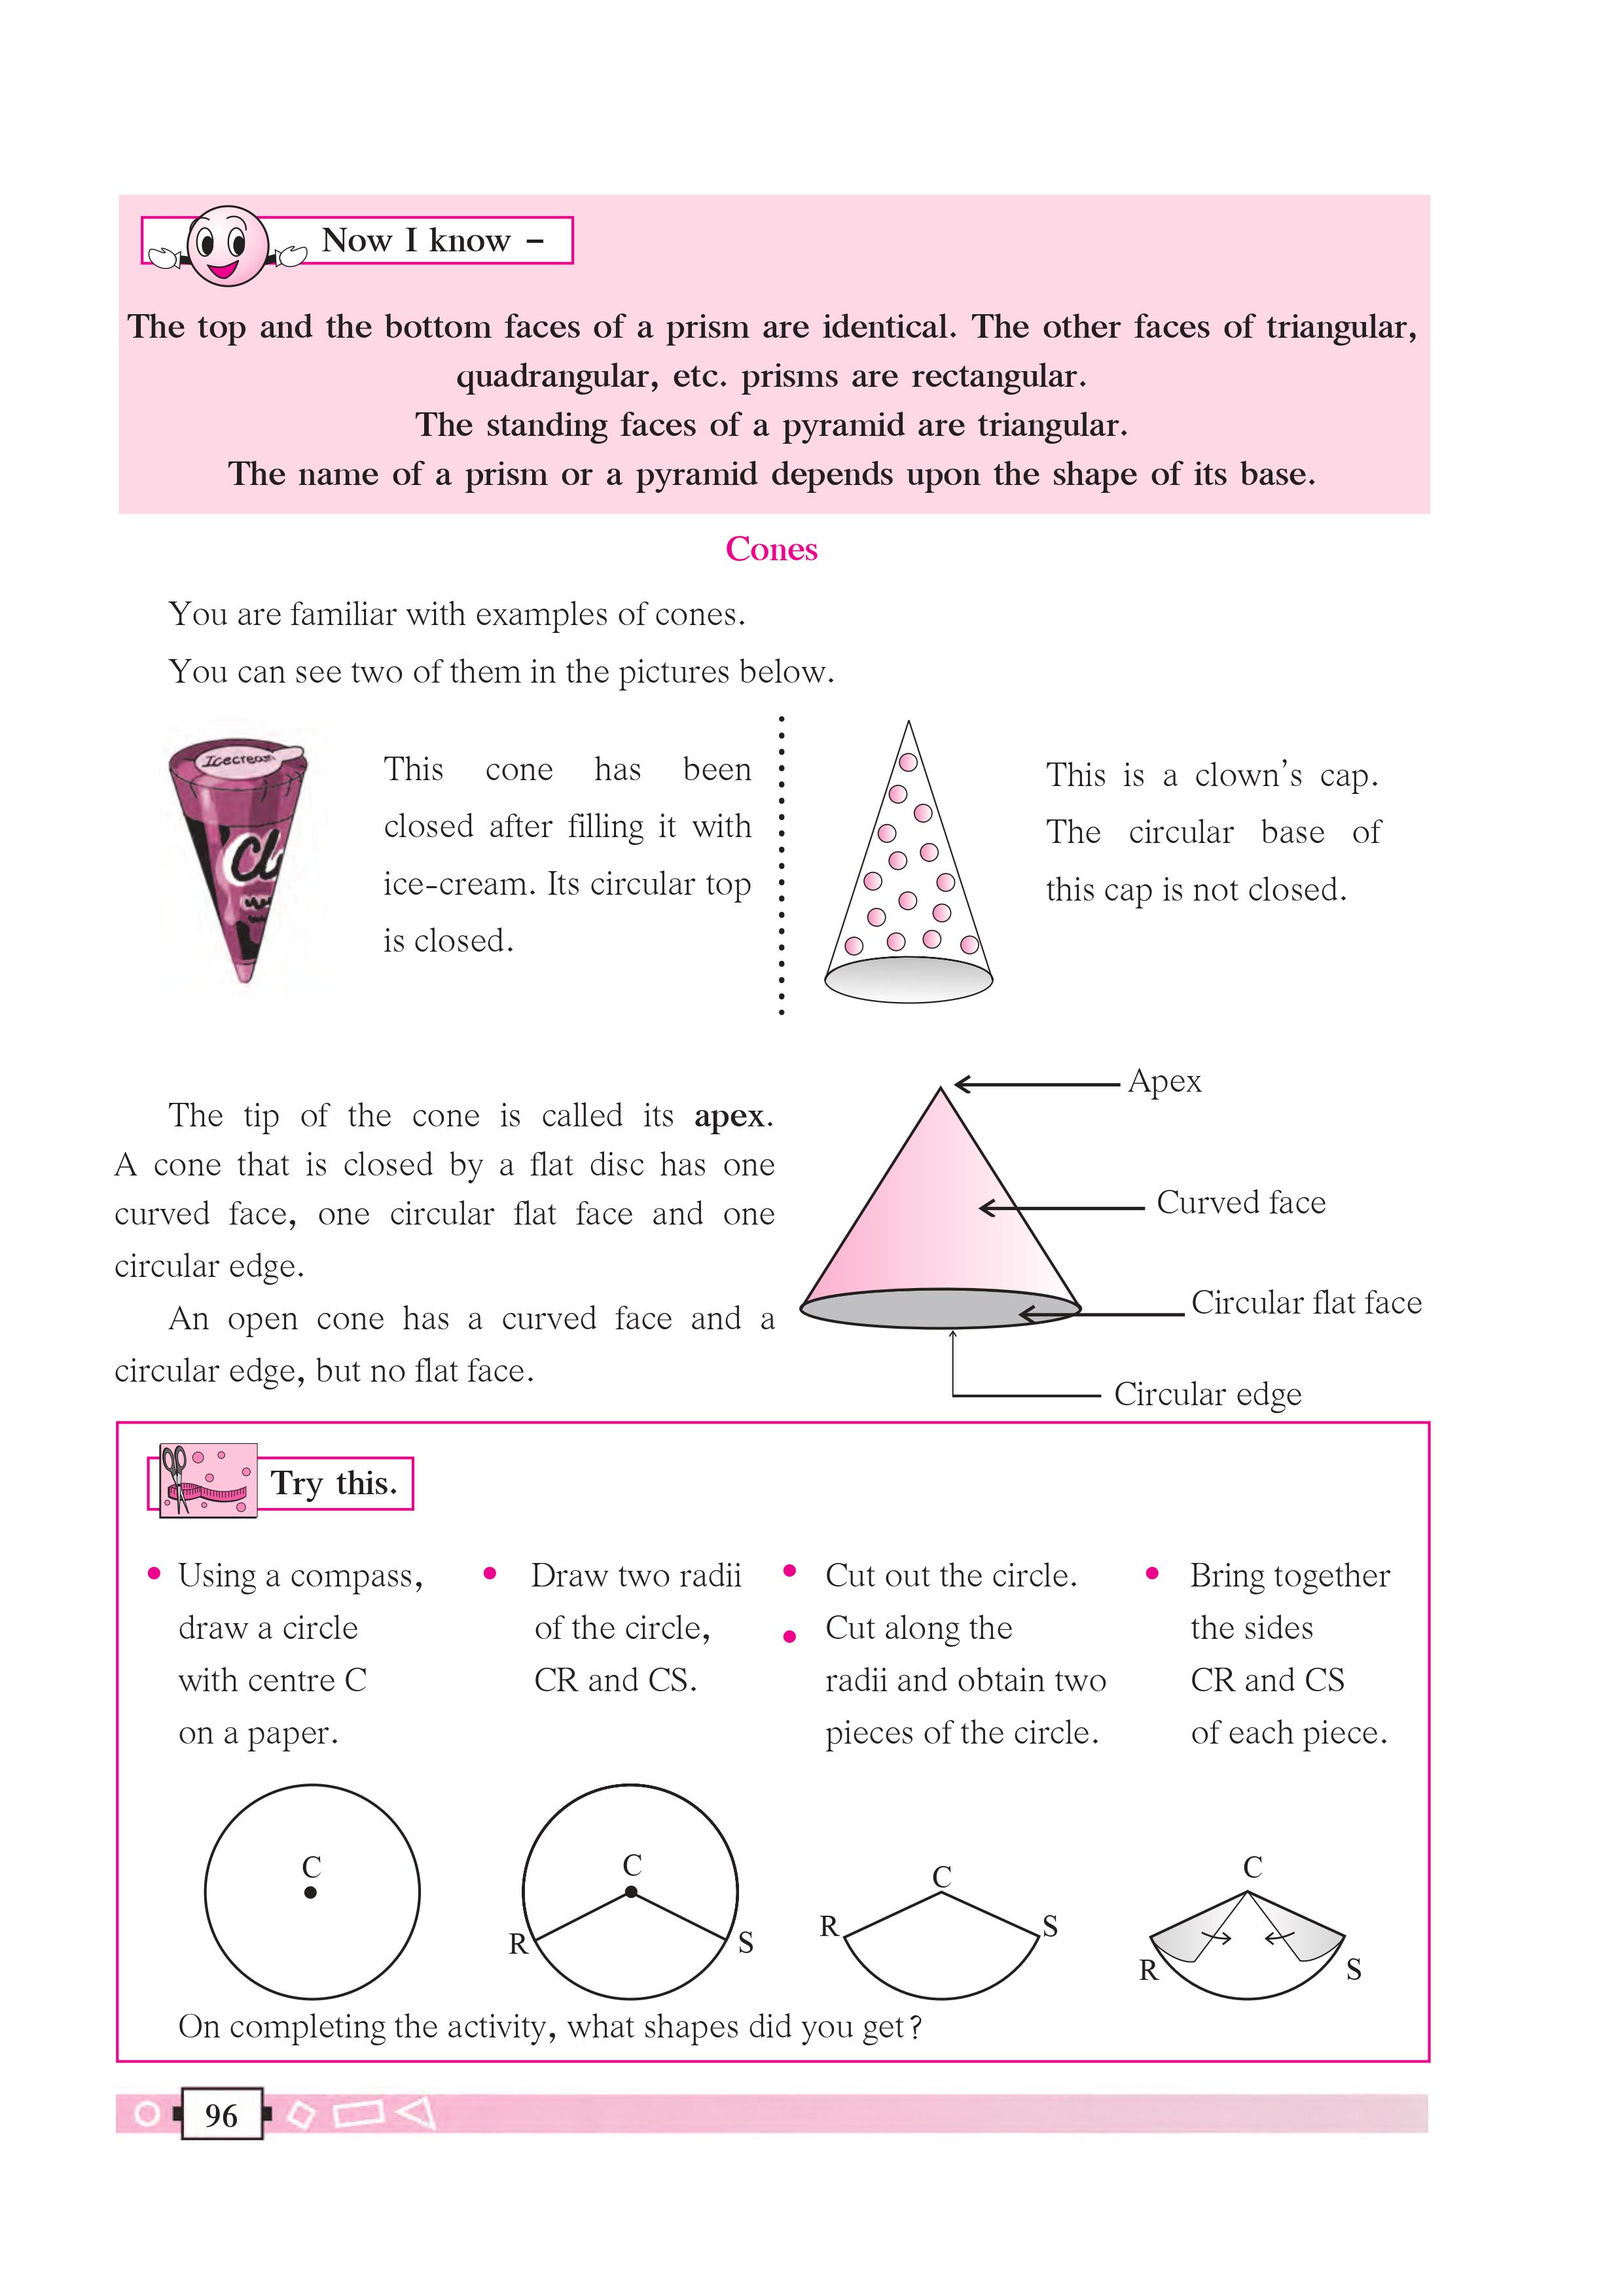 Now I know –
The top and the bottom faces of a prism are identical. The other faces of triangular,
quadrangular, etc. prisms are rectangular.
The standing faces of a pyramid are triangular.
The name of a prism or a pyramid depends upon the shape of its base.
Cones
You are familiar with examples of cones.
You can see two of them in the pictures below.
Icecream
This cone has been
closed after filling it with
ice-cream. Its circular top
is closed.
This is a clown's cap.
The circular base of
this cap is not closed.
The tip of the cone is called its apex.
A cone that is closed by a flat disc has one
curved face, one circular flat face and one
circular edge.
An open cone has a curved face and a
circular edge, but no flat face.
Apex
Curved face
Circular flat face
Circular edge
Try this.
• Using a compass,
draw a circle
with centre C
on a paper.
• Draw two radii
of the circle,
CR and CS.
• Cut out the circle.
• Cut along the
radii and obtain two
pieces of the circle.
• Bring together
the sides
CR and CS
of each piece.
C
C
R
S
C
R
S
C
R
S
On completing the activity, what shapes did you get?
96